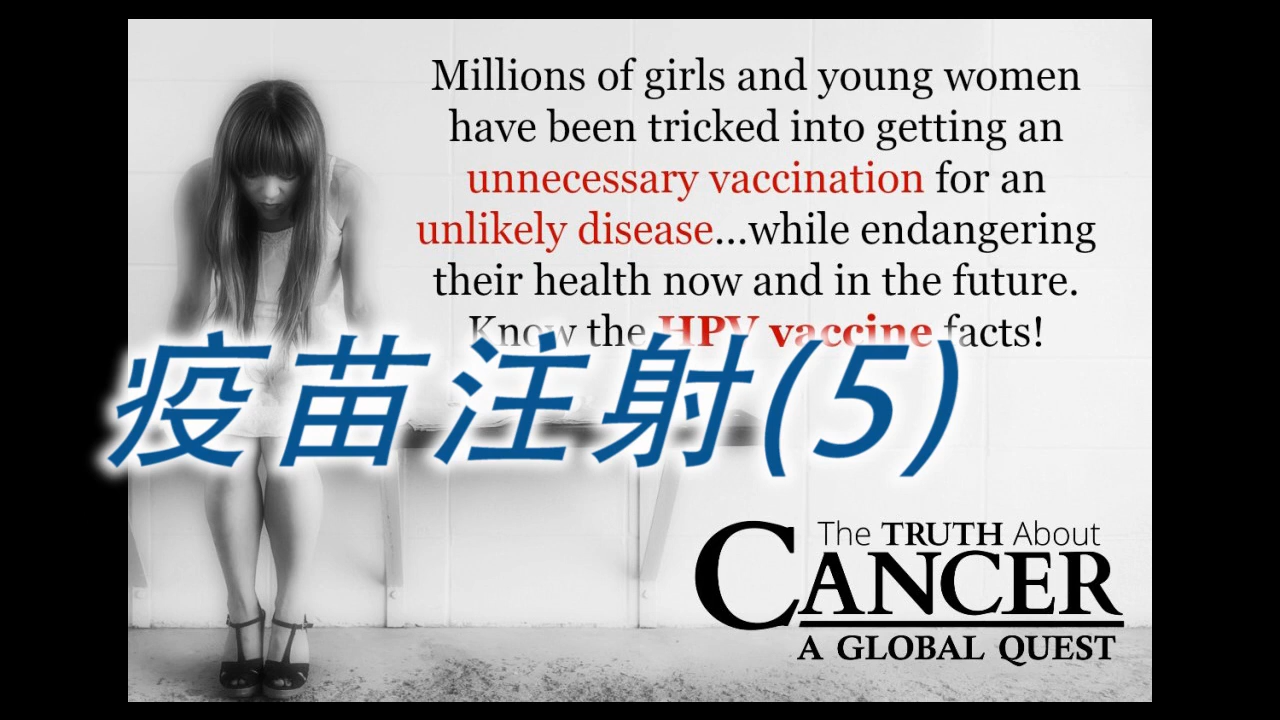 Millions of girls and young women
have been tricked into getting an
unnecessary vaccination for an
unlikely disease...while endangering
their health now and in the future.
Know the HPV vaccine facts!
疫苗注射(5)
The TRUTH About
CANCER
A GLOBAL QUEST